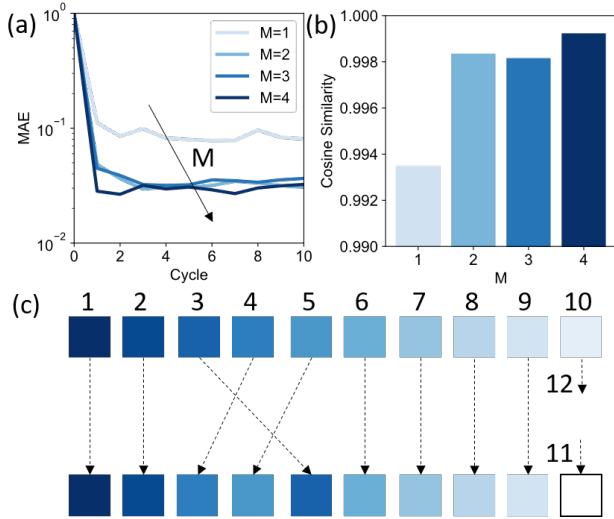 (a)
10⁰
10⁻¹
10⁻²
MAE
0 2 4 6 8 10
Cycle
M=1
M=2
M=3
M=4
M
(b)
1.000
0.998
0.996
0.994
0.992
0.990
Cosine Similarity
1 2 3 4
M
(c)
1 2 3 4 5 6 7 8 9 10
12
11